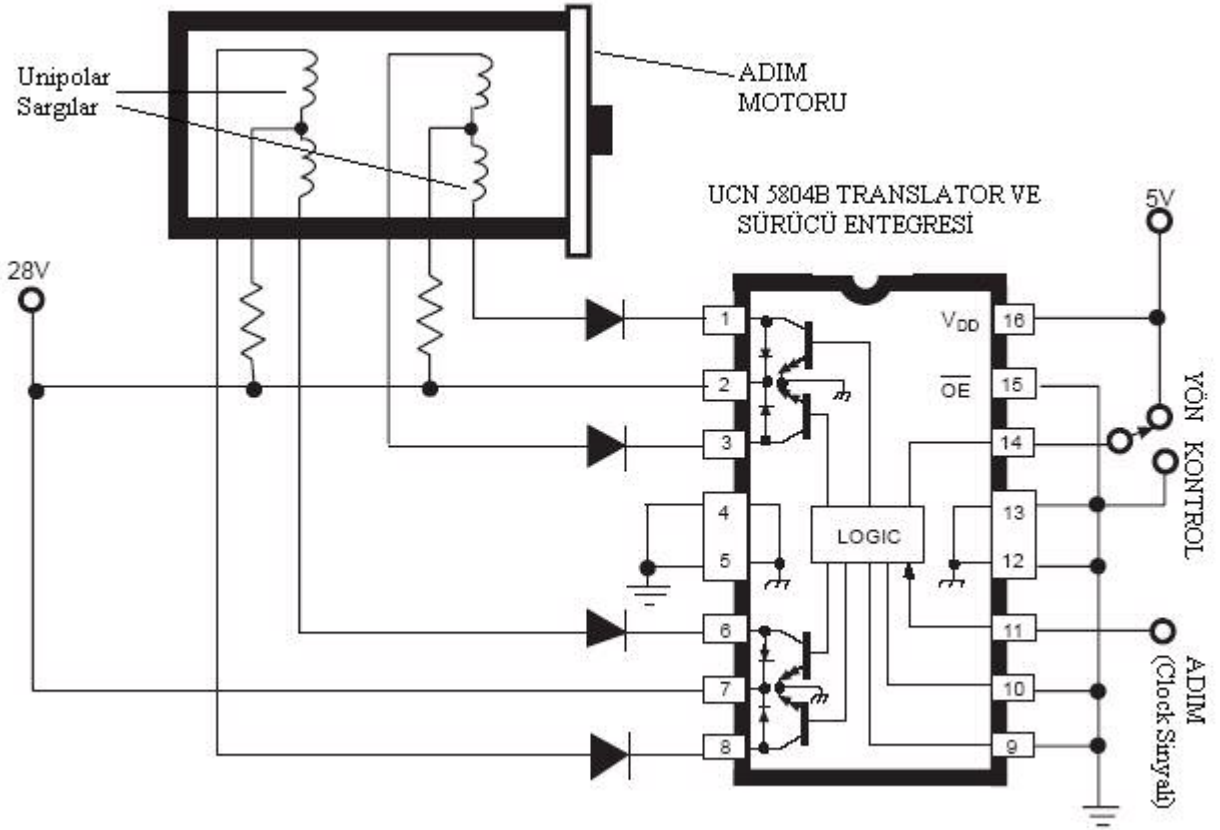 Unipolar
Sargılar
ADIM
MOTORU
UCN 5804B TRANSLATOR VE
SÜRÜCÜ ENTEGRESİ
5V
28V
1
2
3
4
5
6
7
8
V_DD
16
OE
15
14
13
12
11
10
9
LOGIC
YÖN KONTROL
ADIM
(Clock Sinyali)